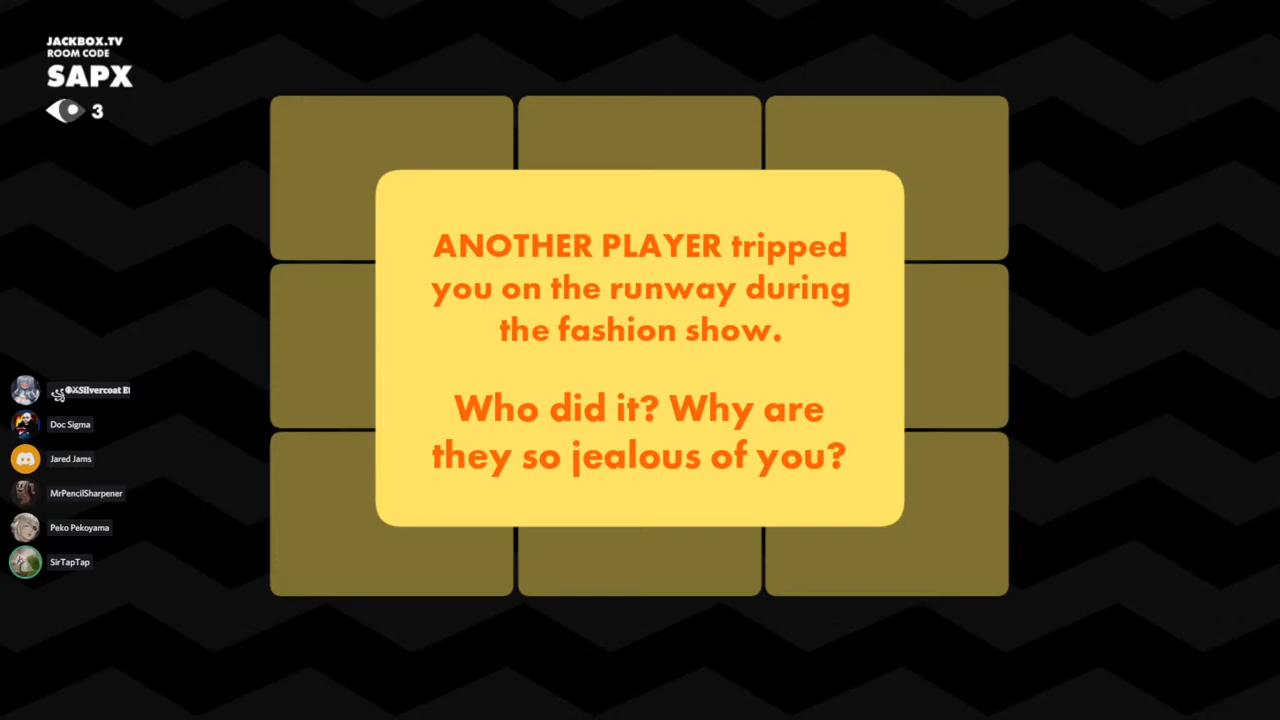 JACKBOX.TV
ROOM CODE
SAPX
3
ANOTHER PLAYER tripped
you on the runway during
the fashion show.
Who did it? Why are
they so jealous of you?
Silvercoat
Doc Sigma
Jared Jams
MrPencilSharpener
Peko Pekoyama
SirTapTap